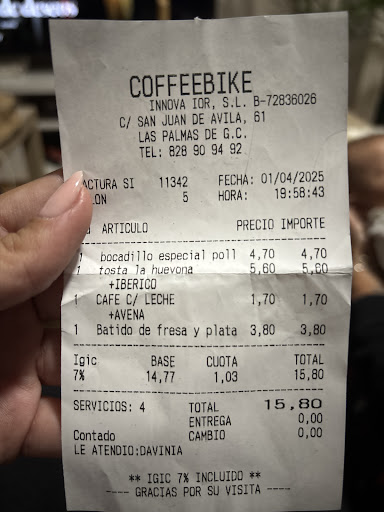 COFFEEBIKE
INNOVA IOR, S.L. B-72836026
C/ SAN JUAN DE AVILA, 61
LAS PALMAS DE G.C.
TEL: 828 90 94 92
ACTURA SI 11342 FECHA: 01/04/2025
LON 5 HORA: 19:58:43
ARTICULO PRECIO IMPORTE
1 bocadillo especial poll 4,70 4,70
1 tosta la huevona 5,60 5,60
+IBERICO
1 CAFE C/ LECHE 1,70 1,70
+AVENA
1 Batido de fresa y plata 3,80 3,80
Igic BASE CUOTA TOTAL
7% 14,77 1,03 15,80
SERVICIOS: 4 TOTAL 15,80
ENTREGA 0,00
Contado CAMBIO 0,00
LE ATENDIO:DAVINIA
** IGIC 7% INCLUIDO **
---- GRACIAS POR SU VISITA ----